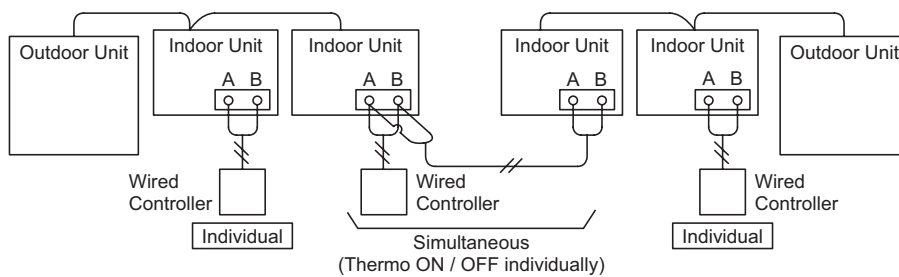 Outdoor Unit
Indoor Unit
A B
Indoor Unit
A B
Indoor Unit
A B
Indoor Unit
A B
Outdoor Unit
Wired
Controller
Individual
Wired
Controller
Simultaneous
(Thermo ON / OFF individually)
Wired
Controller
Individual